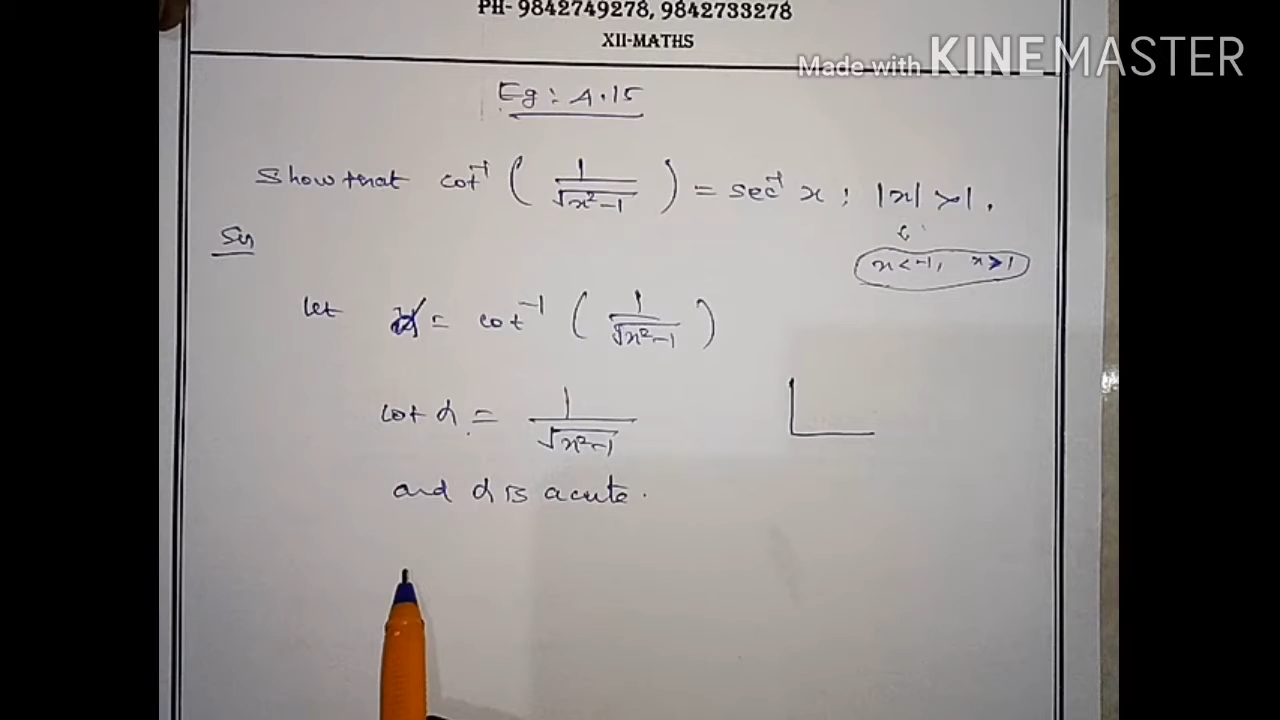 PH- 9842749278, 9842733278
XII-MATHS
Made with KINEMASTER
Eg: 4.15
Show that cot⁻¹ ( 1/√x²-1 ) = sec⁻¹ x ; |x| >1.
Sn
x<-1, x>1
let α = cot⁻¹ ( 1/√x²-1 )
cot α = 1/√x²-1
and α is acute.